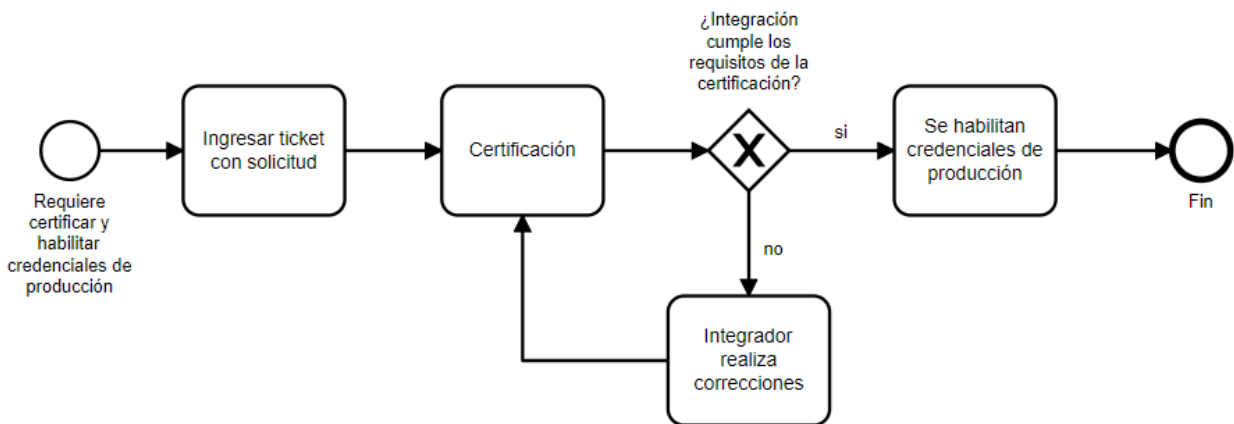 ¿Integración
cumple los
requisitos de la
certificación?
Ingresar ticket
con solicitud
Certificación
si
Se habilitan
credenciales de
producción
Requiere
certificar y
habilitar
credenciales de
producción
Fin
no
Integrador
realiza
correcciones